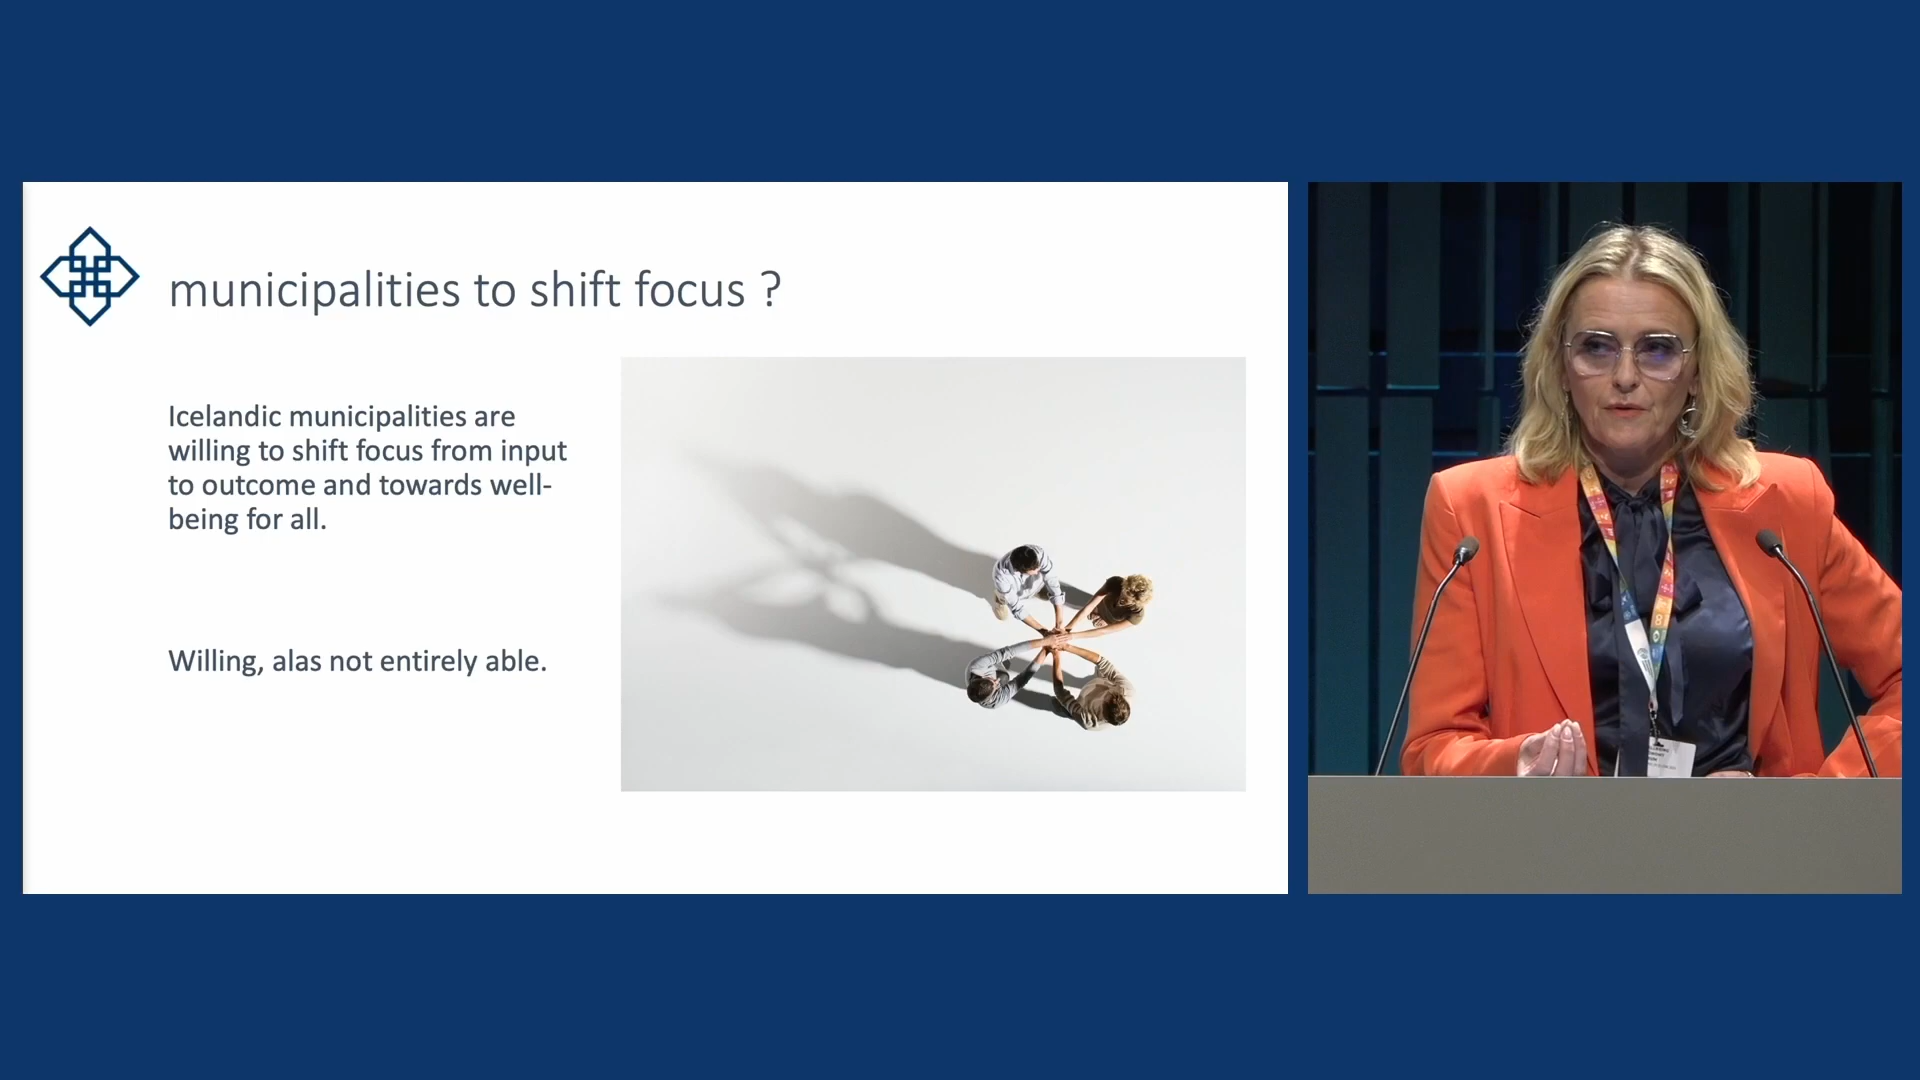 municipalities to shift focus ?
Icelandic municipalities are
willing to shift focus from input
to outcome and towards well-
being for all.
Willing, alas not entirely able.